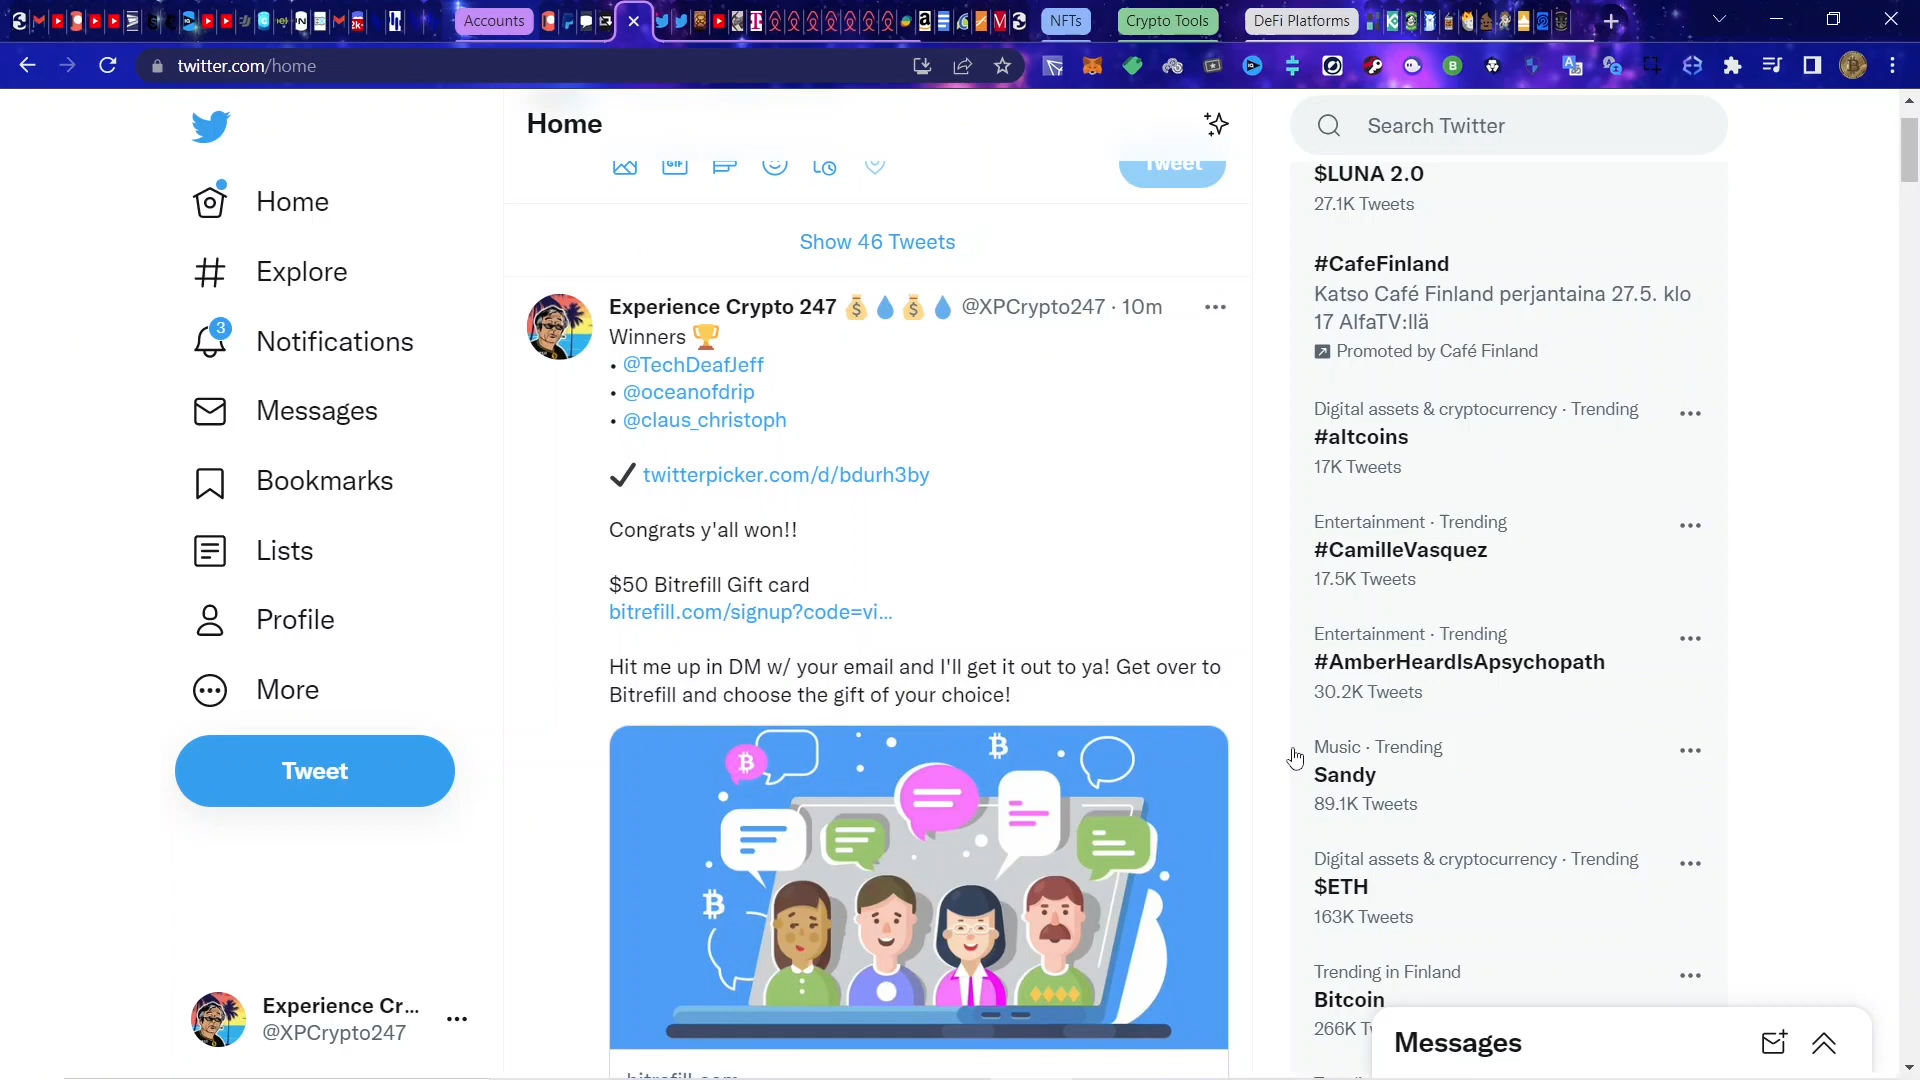 Accounts
NFTs
Crypto Tools
DeFi Platforms
twitter.com/home
Home
Explore
3
Notifications
Messages
Bookmarks
Lists
Profile
More
Tweet
Experience Cr...
@XPCrypto247
Home
GIF
Tweet
Show 46 Tweets
Experience Crypto 247 💰💧💰💧 @XPCrypto247 · 10m
Winners 🏆
• @TechDeafJeff
• @oceanofdrip
• @claus_christoph
✔ twitterpicker.com/d/bdurh3by
Congrats y'all won!!
$50 Bitrefill Gift card
bitrefill.com/signup?code=vi...
Hit me up in DM w/ your email and I'll get it out to ya! Get over to
Bitrefill and choose the gift of your choice!
Search Twitter
$LUNA 2.0
27.1K Tweets
#CafeFinland
Katso Café Finland perjantaina 27.5. klo
17 AlfaTV:llä
Promoted by Café Finland
Digital assets & cryptocurrency · Trending
#altcoins
17K Tweets
Entertainment · Trending
#CamilleVasquez
17.5K Tweets
Entertainment · Trending
#AmberHeardIsApsychopath
30.2K Tweets
Music · Trending
Sandy
89.1K Tweets
Digital assets & cryptocurrency · Trending
$ETH
163K Tweets
Trending in Finland
Bitcoin
266K
Messages